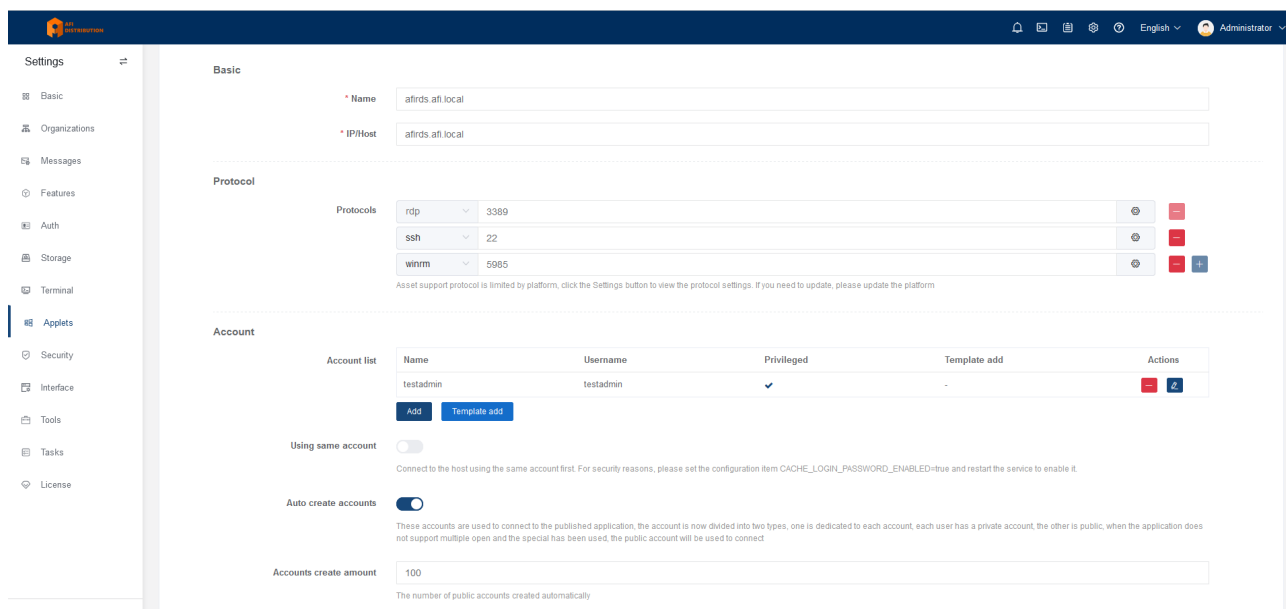 AFI
DISTRIBUTION
English
Administrator
Settings
Basic
Organizations
Messages
Features
Auth
Storage
Terminal
Applets
Security
Interface
Tools
Tasks
License
Basic
* Name
afirds.afi.local
* IP/Host
afirds.afi.local
Protocol
Protocols
rdp 3389
ssh 22
winrm 5985
Asset support protocol is limited by platform, click the Settings button to view the protocol settings. If you need to update, please update the platform
Account
Account list
Name Username Privileged Template add Actions
testadmin testadmin -
Add Template add
Using same account
Connect to the host using the same account first. For security reasons, please set the configuration item CACHE_LOGIN_PASSWORD_ENABLED=true and restart the service to enable it.
Auto create accounts
These accounts are used to connect to the published application, the account is now divided into two types, one is dedicated to each account, each user has a private account, the other is public, when the application does
not support multiple open and the special has been used, the public account will be used to connect
Accounts create amount
100
The number of public accounts created automatically